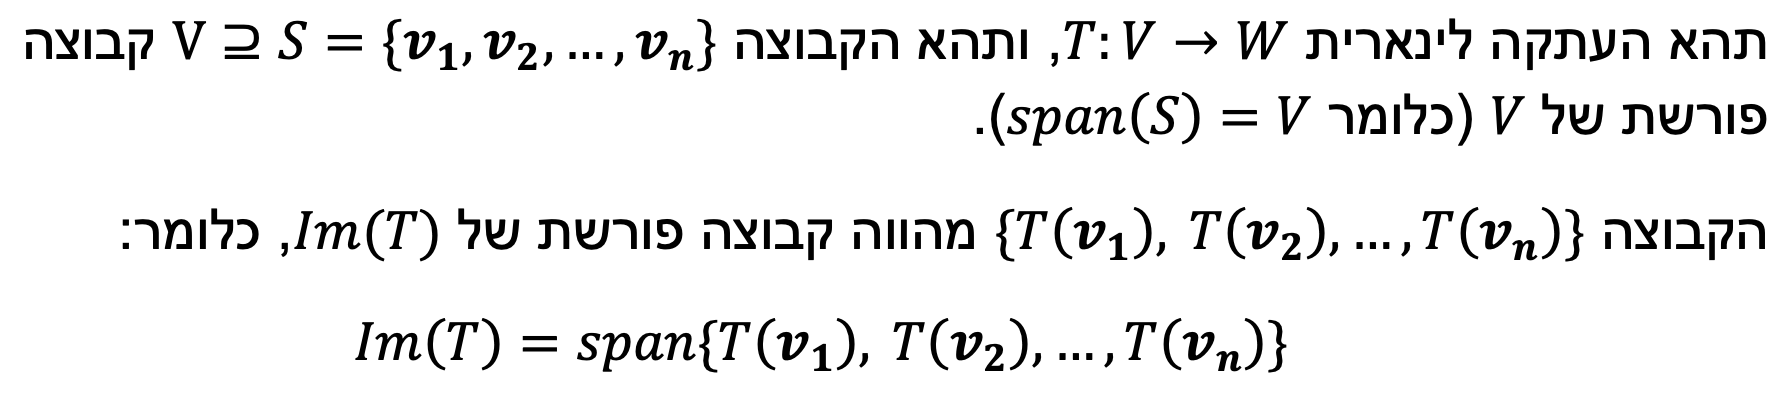 תהא העתקה לינארית T: V → W, ותהא הקבוצה V ⊇ S = {v₁, v₂, … , vₙ} קבוצה
פורשת של V (כלומר span(S) = V).
הקבוצה {T(v₁), T(v₂), … , T(vₙ)} מהווה קבוצה פורשת של Im(T), כלומר:
Im(T) = span{T(v₁), T(v₂), … , T(vₙ)}